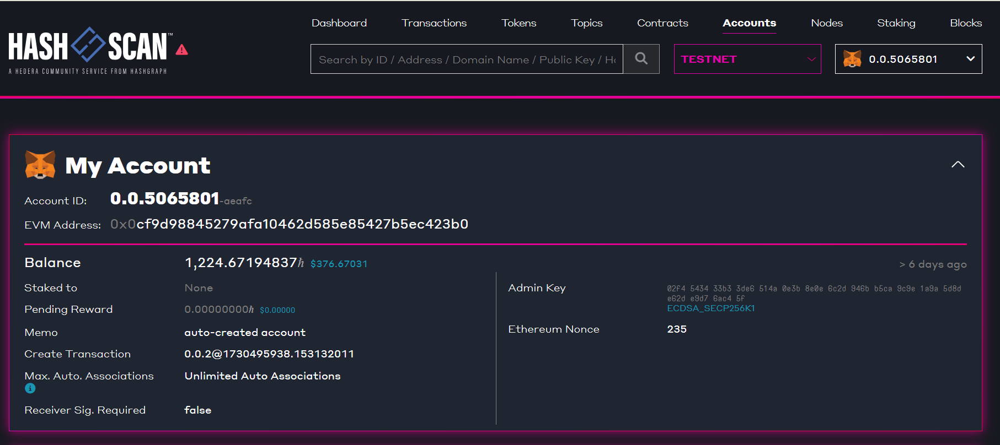 Dashboard Transactions Tokens Topics Contracts Accounts Nodes Staking Blocks
HASH SCAN™
A HEDERA COMMUNITY SERVICE FROM HASHGRAPH
Search by ID / Address / Domain Name / Public Key / Ha
TESTNET
0.0.5065801
My Account
Account ID: 0.0.5065801-aeafc
EVM Address: 0x0cf9d98845279afa10462d585e85427b5ec423b0
Balance 1,224.67194837ℏ $376.67031
> 6 days ago
Staked to None
Pending Reward 0.00000000ℏ $0.00000
Memo auto-created account
Create Transaction 0.0.2@1730495938.153132011
Max. Auto. Associations Unlimited Auto Associations
Receiver Sig. Required false
Admin Key 02f4 5434 33b3 3de6 514a 0e3b 8e0e 6c2d 946b b5ca 9c9e 1a9a 5d8d
e62d e9d7 6ac4 5f
ECDSA_SECP256K1
Ethereum Nonce 235